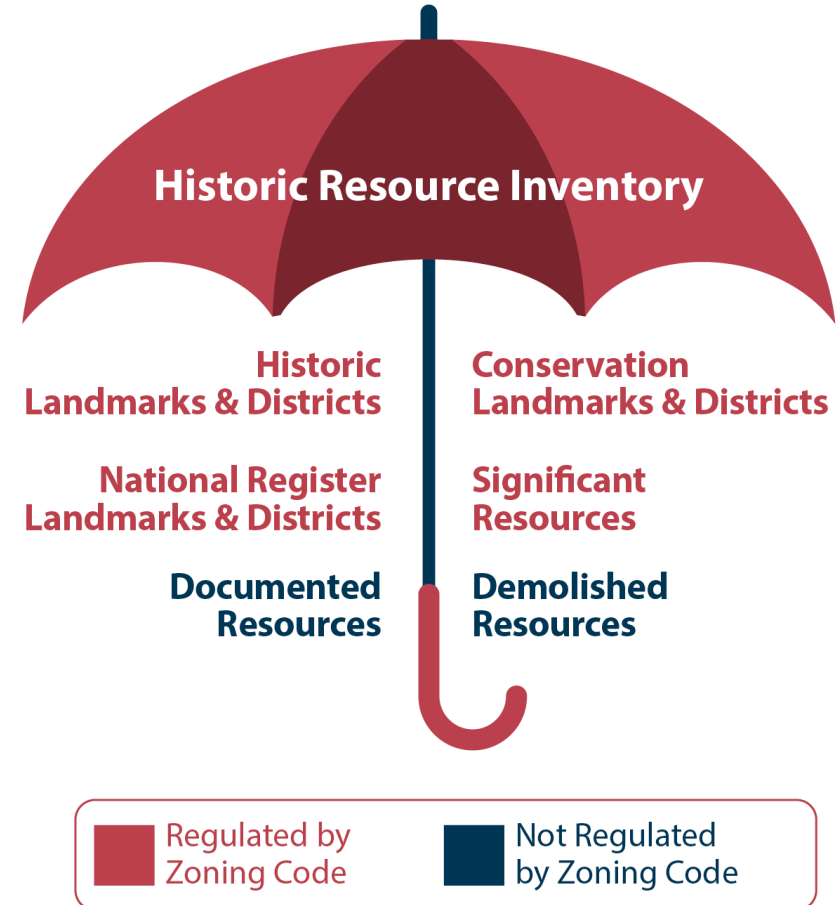 Historic Resource Inventory
Historic
Landmarks & Districts
Conservation
Landmarks & Districts
National Register
Landmarks & Districts
Significant
Resources
Documented
Resources
Demolished
Resources
Regulated by
Zoning Code
Not Regulated
by Zoning Code